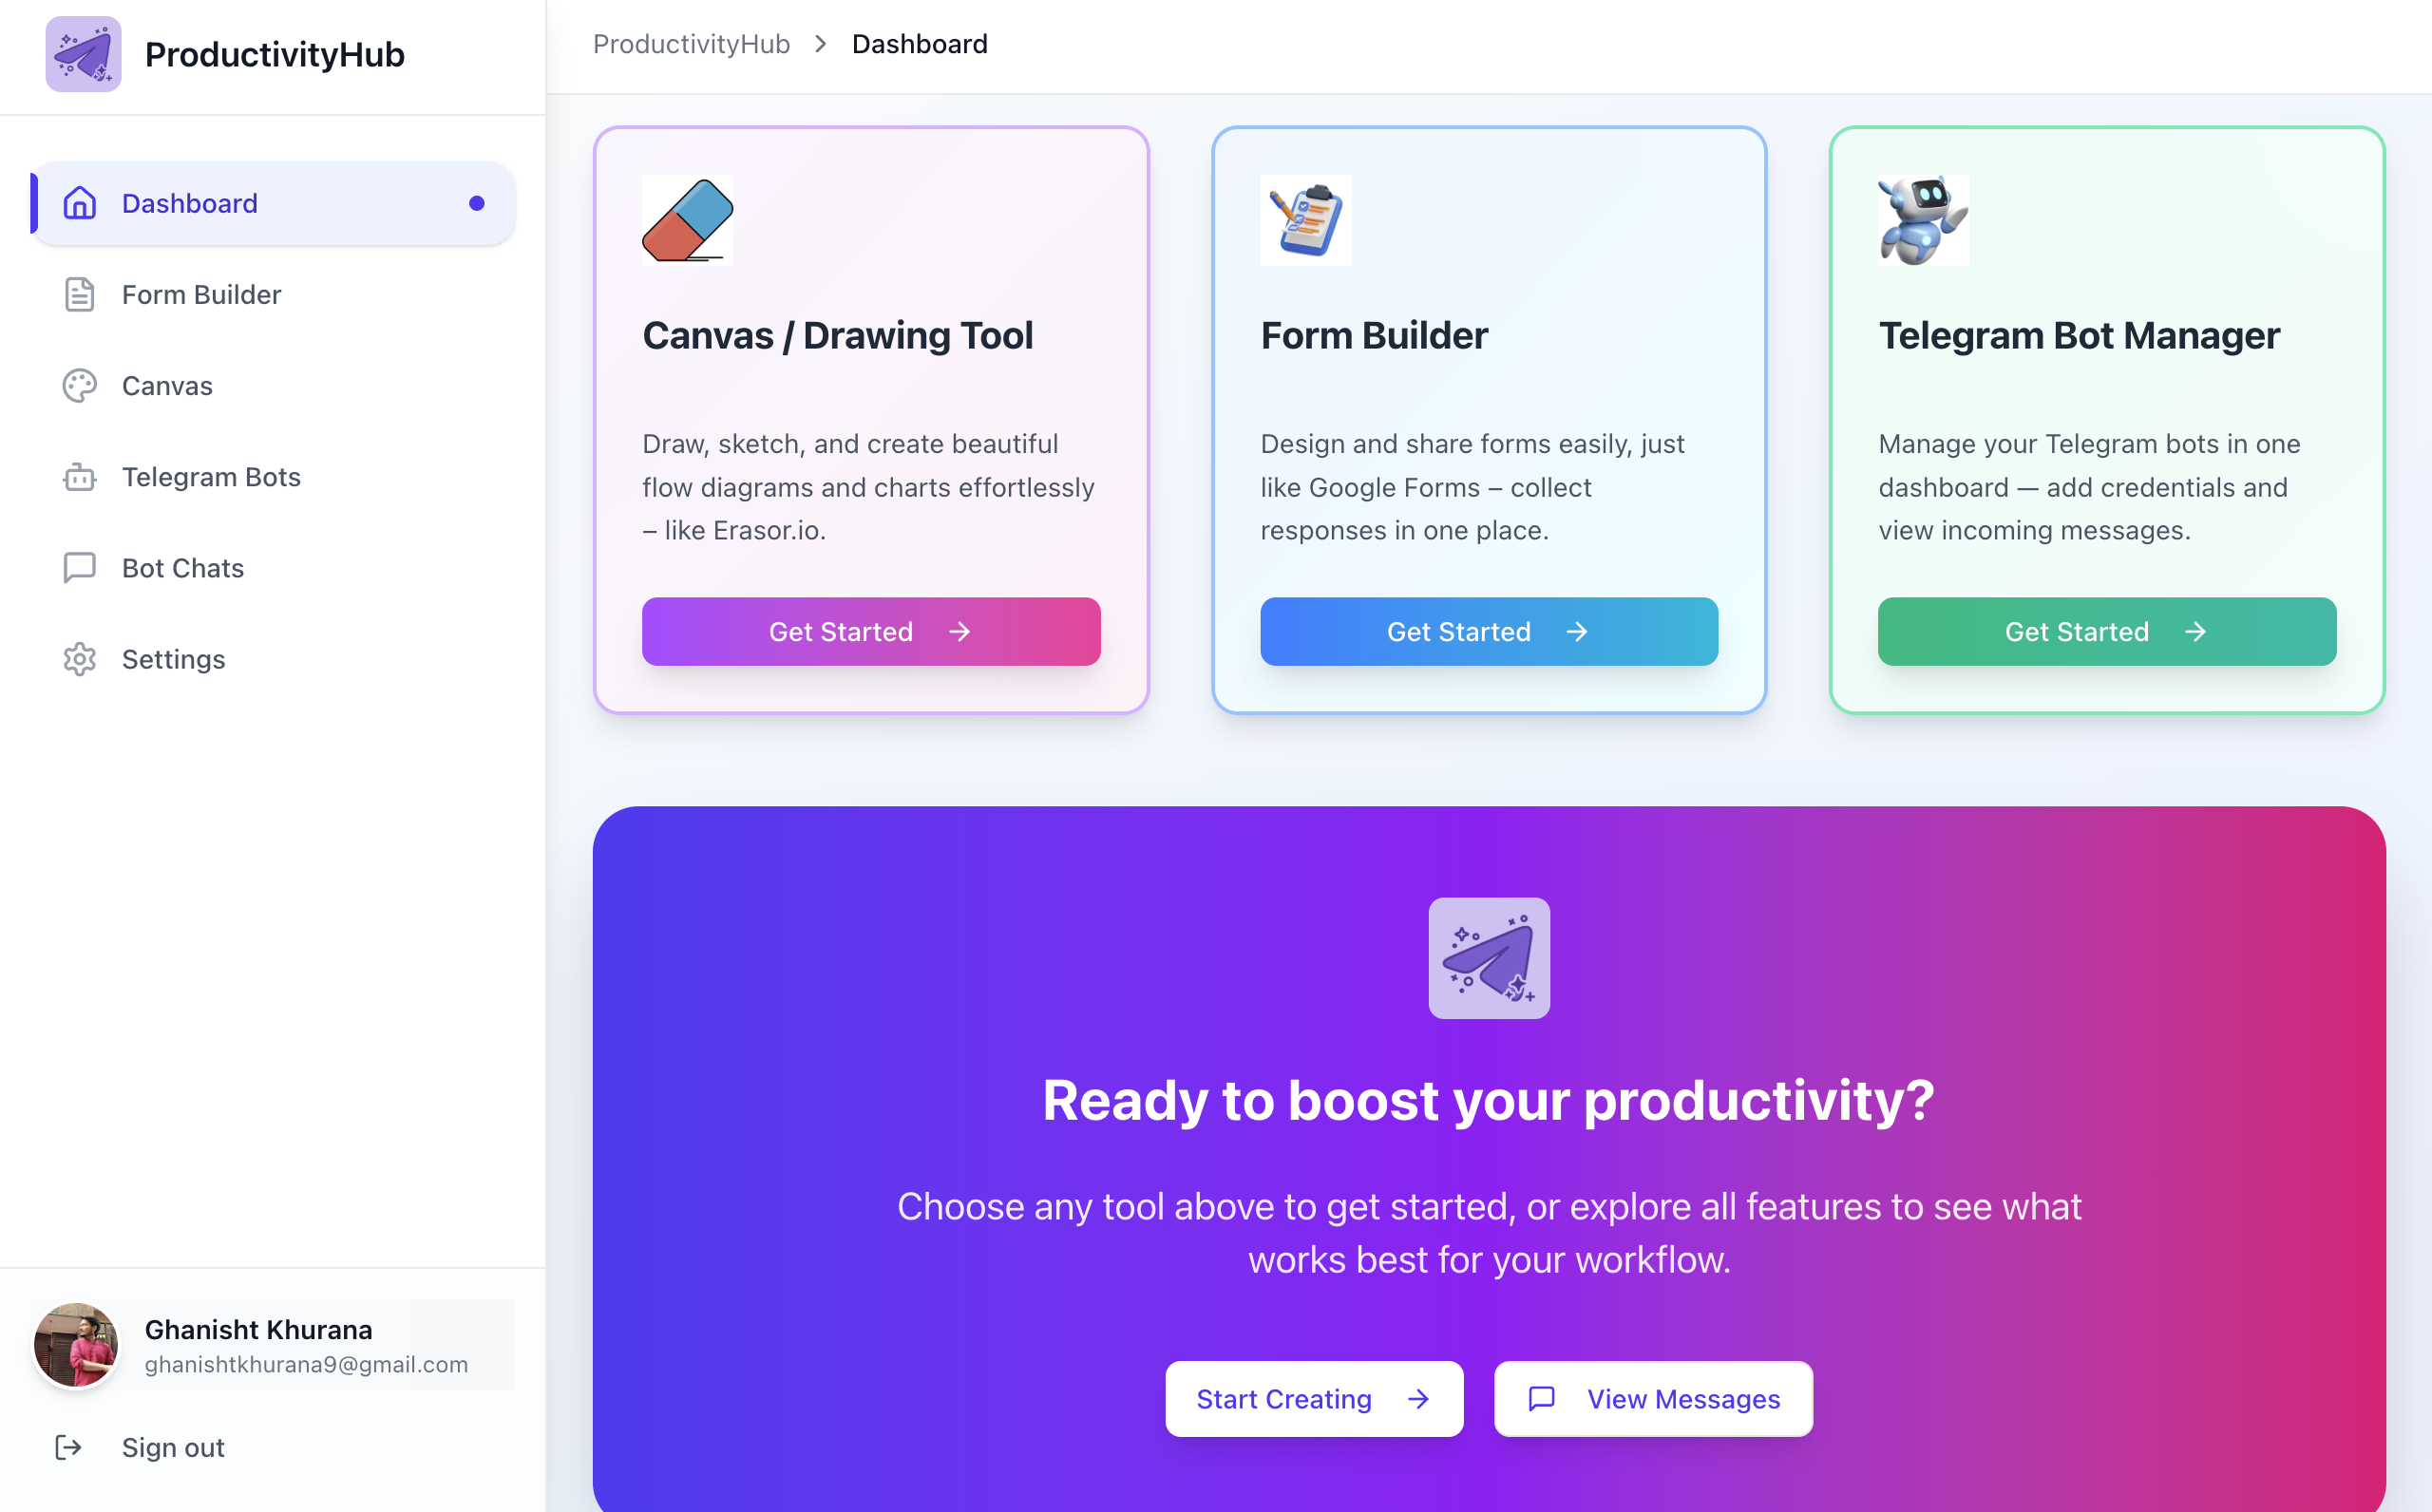 ProductivityHub
Dashboard
Form Builder
Canvas
Telegram Bots
Bot Chats
Settings
Ghanisht Khurana
ghanishtkhurana9@gmail.com
Sign out
ProductivityHub > Dashboard
Canvas / Drawing Tool
Draw, sketch, and create beautiful
flow diagrams and charts effortlessly
– like Erasor.io.
Get Started
Form Builder
Design and share forms easily, just
like Google Forms – collect
responses in one place.
Get Started
Telegram Bot Manager
Manage your Telegram bots in one
dashboard — add credentials and
view incoming messages.
Get Started
Ready to boost your productivity?
Choose any tool above to get started, or explore all features to see what
works best for your workflow.
Start Creating
View Messages